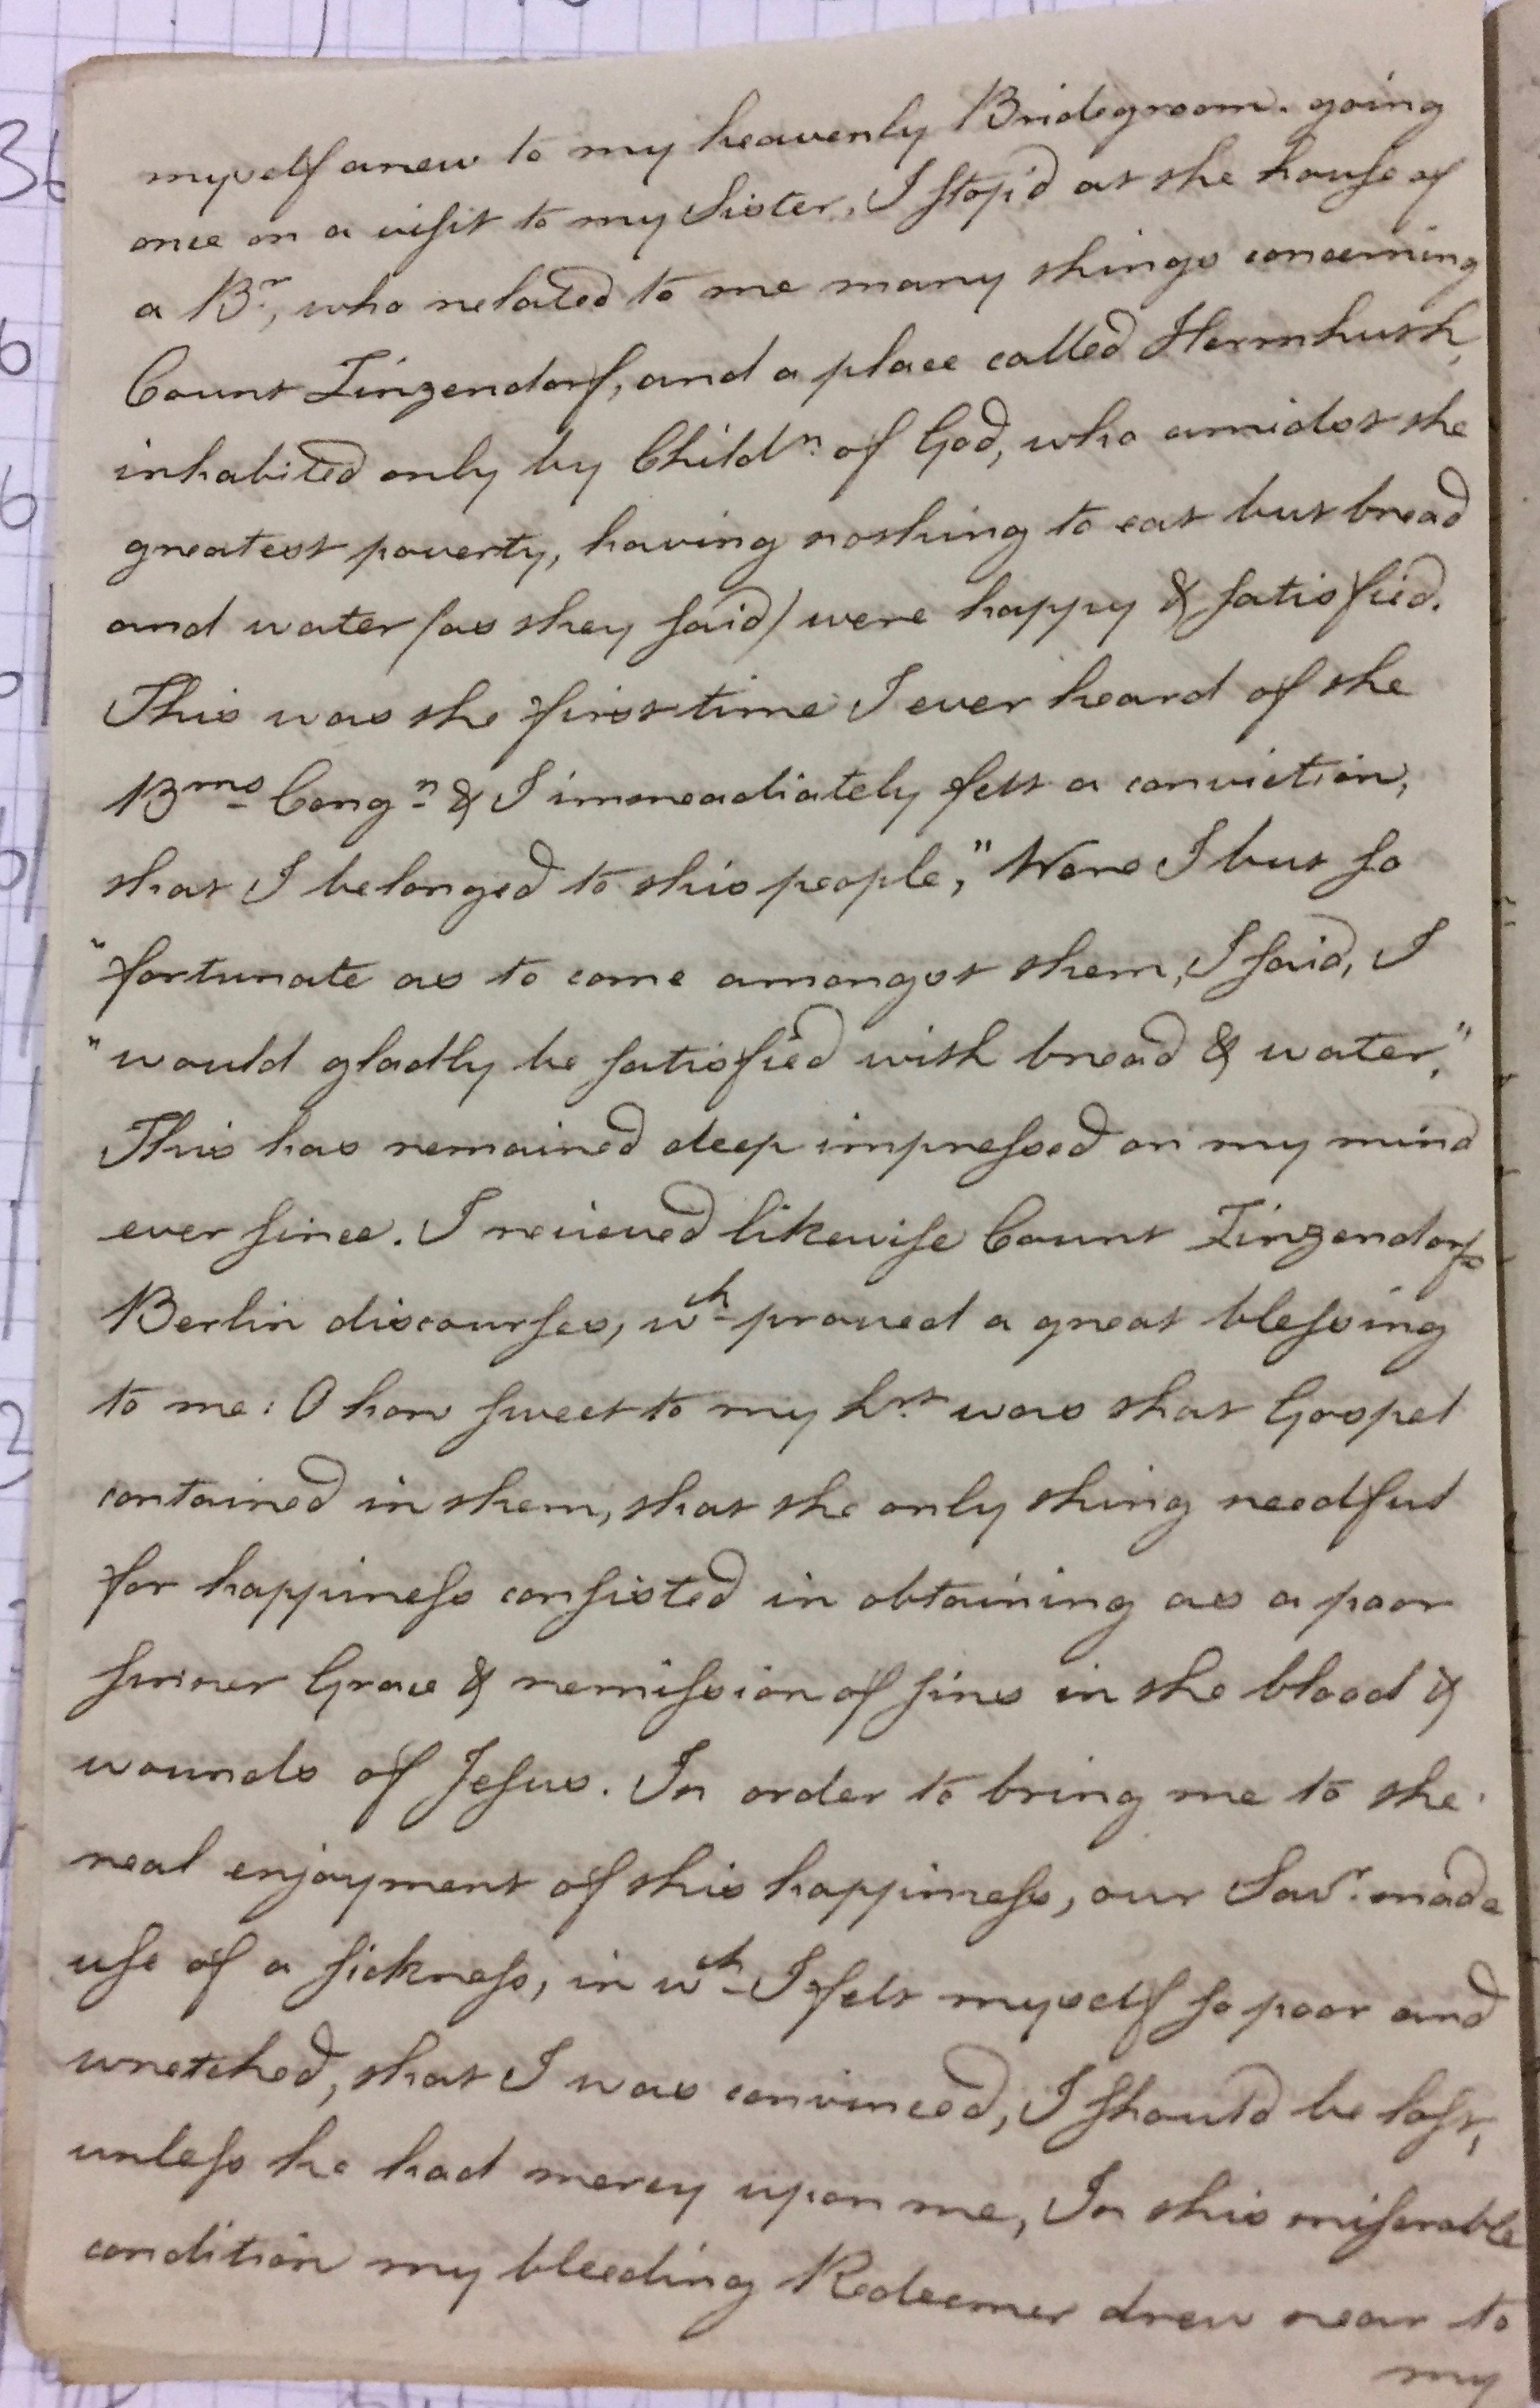 myself anew to my heavenly Bridegroom. going
once on a visit to my Sister, I stop'd at the house of
a Br., who related to me many things concerning
Count Zinzendorf, and a place called Herrnhuth,
inhabited only by Childn. of God, who amidst the
greatest poverty, having nothing to eat but bread
and water (as they said) were happy & satisfied.
This was the first time I ever heard of the
Brns Congn & I immeadiately felt a conviction,
that I belonged to this people, "Were I but so
"fortunate as to come amongst them, I said, I
"would gladly be satisfied with bread & water."
This has remained deep impressed on my mind
ever since. I recieved likewise Count Zinzendorfs
Berlin discourses, wch proved a great blessing
to me: O how sweet to my hrt was that Gospel
contained in them, that the only thing needful
for happiness consisted in obtaining as a poor
sinner Grace & remission of sins in the blood &
wounds of Jesus. In order to bring me to the
real enjoyment of this happiness, our Savr. made
use of a sickness, in wch I felt myself so poor and
wretched, that I was convinced, I should be lost,
unless he had mercy upon me, In this miserable
condition my bleeding Redeemer drew near to
my